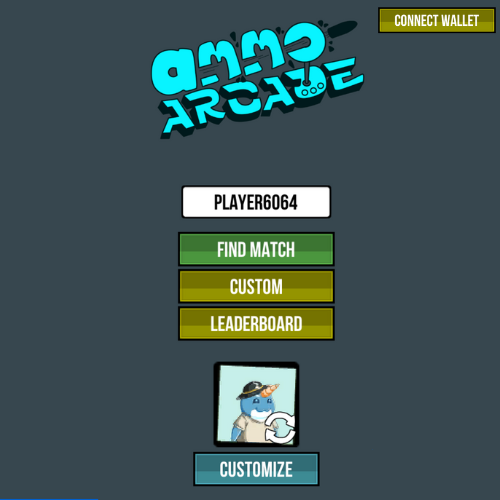 CONNECT WALLET
ammo
ARCADE
PLAYER6064
FIND MATCH
CUSTOM
LEADERBOARD
CUSTOMIZE